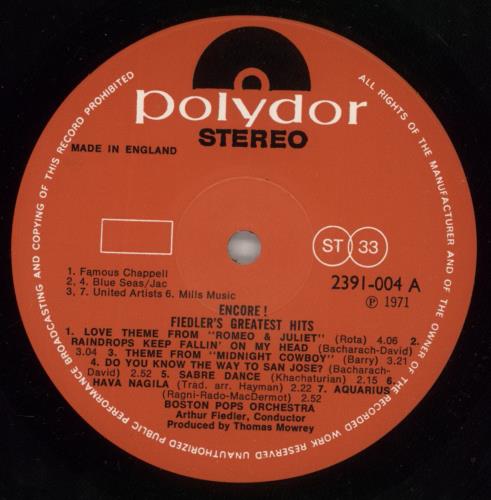 polydor
STEREO
MADE IN ENGLAND
ST 33
2391-004 A
Ⓟ 1971
1. Famous Chappell
2. 4. Blue Seas/Jac
3. 7. United Artists 6. Mills Music
ENCORE!
FIEDLER'S GREATEST HITS
1. LOVE THEME FROM "ROMEO & JULIET" (Rota) 4.06 2.
RAINDROPS KEEP FALLIN' ON MY HEAD (Bacharach-David)
3.04 3. THEME FROM "MIDNIGHT COWBOY" (Barry) 3.21
4. DO YOU KNOW THE WAY TO SAN JOSE? (Bacharach-
David) 2.52 5. SABRE DANCE (Khachaturian) 2.15 6.
HAVA NAGILA (Trad. arr. Hayman) 2.22 7. AQUARIUS
(Ragni-Rado-MacDermot) 2.52
BOSTON POPS ORCHESTRA
Arthur Fiedler, Conductor
Produced by Thomas Mowrey
ALL RIGHTS OF THE MANUFACTURER AND OF THE OWNER OF THE RECORDED WORK RESERVED UNAUTHORIZED PUBLIC PERFORMANCE BROADCASTING AND COPYING OF THIS RECORD PROHIBITED